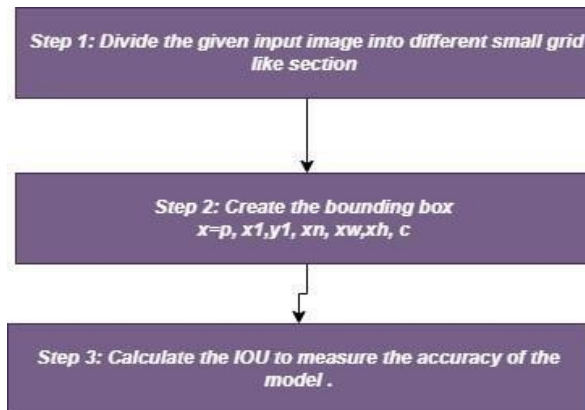 Step 1: Divide the given input image into different small grid
like section
Step 2: Create the bounding box
x=p, x1,y1, xn, xw,xh, c
Step 3: Calculate the IOU to measure the accuracy of the
model .